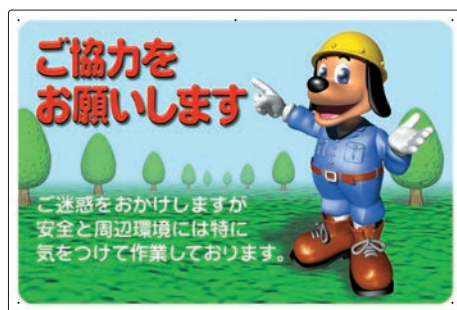 ご協力を
お願いします
ご迷惑をおかけしますが
安全と周辺環境には特に
気をつけて作業しております。